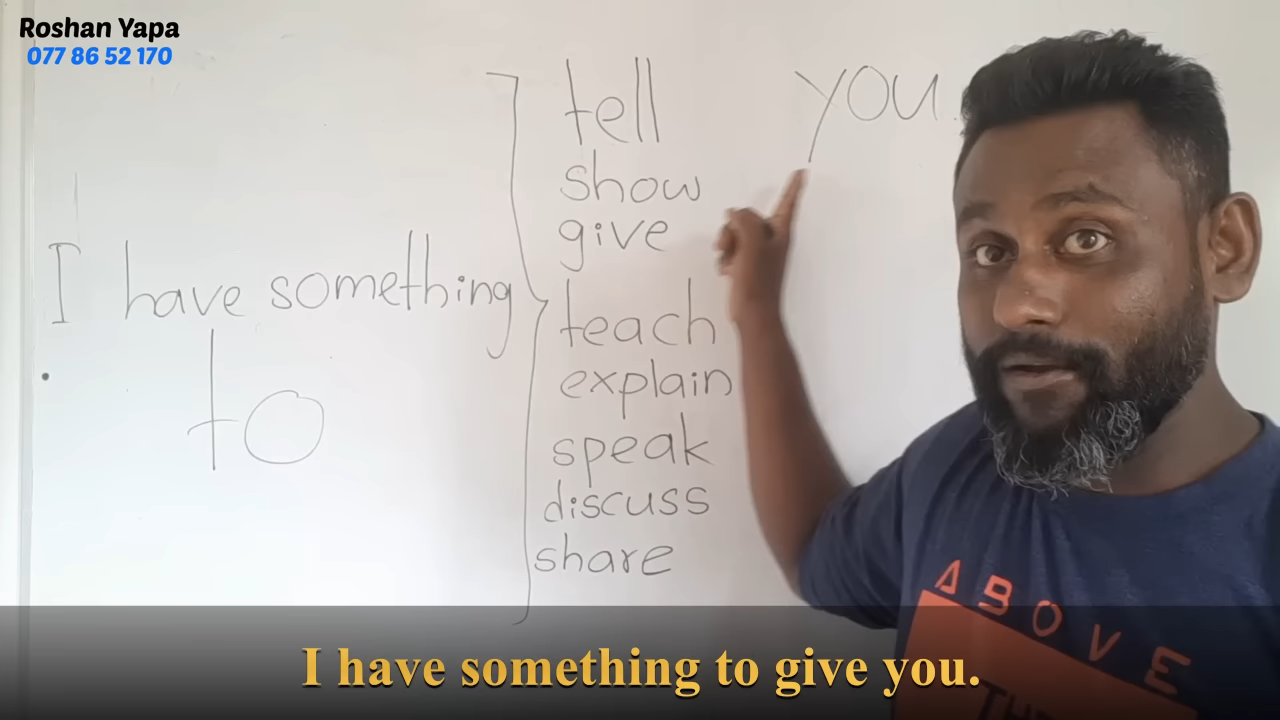 Roshan Yapa
077 86 52 170
I have something
to
tell
show
give
teach
explain
speak
discuss
share
you.
ABOVE
I have something to give you.